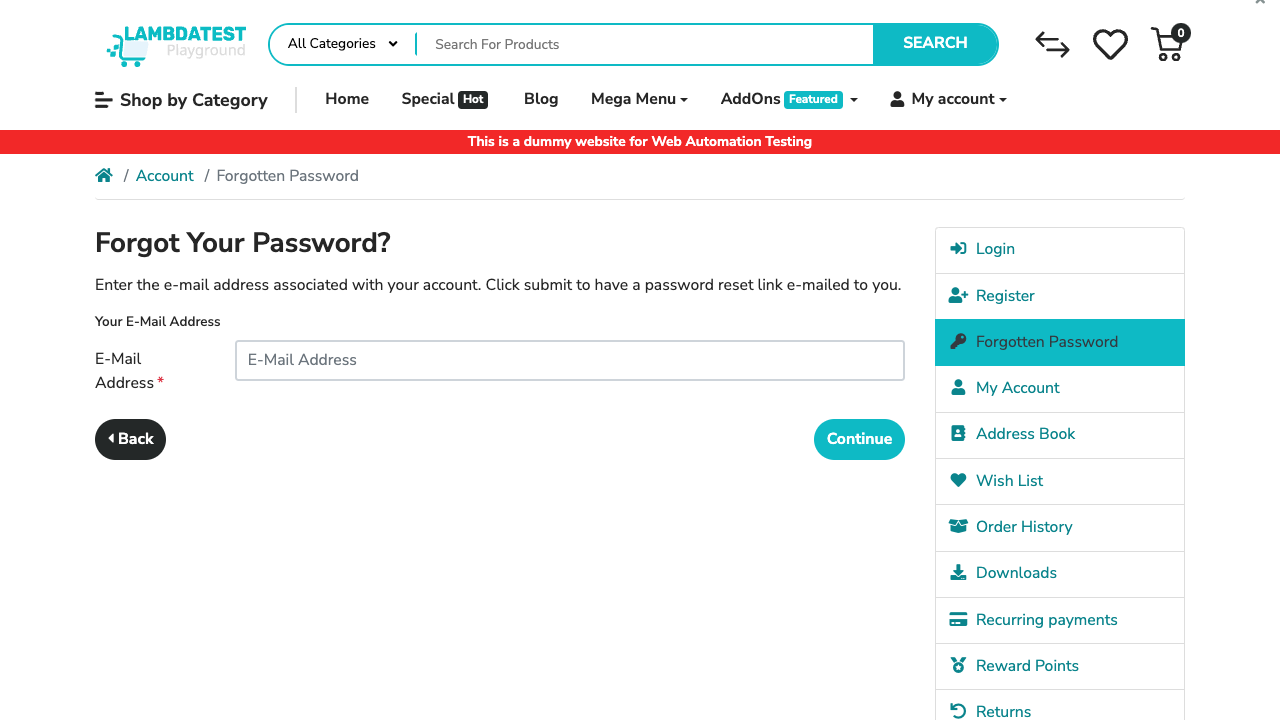 LAMBDATEST
Playground
All Categories
Search For Products
SEARCH
0
Shop by Category
Home
Special Hot
Blog
Mega Menu
AddOns Featured
My account
This is a dummy website for Web Automation Testing
/ Account / Forgotten Password
Forgot Your Password?
Enter the e-mail address associated with your account. Click submit to have a password reset link e-mailed to you.
Your E-Mail Address
E-Mail
Address *
E-Mail Address
Back
Continue
Login
Register
Forgotten Password
My Account
Address Book
Wish List
Order History
Downloads
Recurring payments
Reward Points
Returns